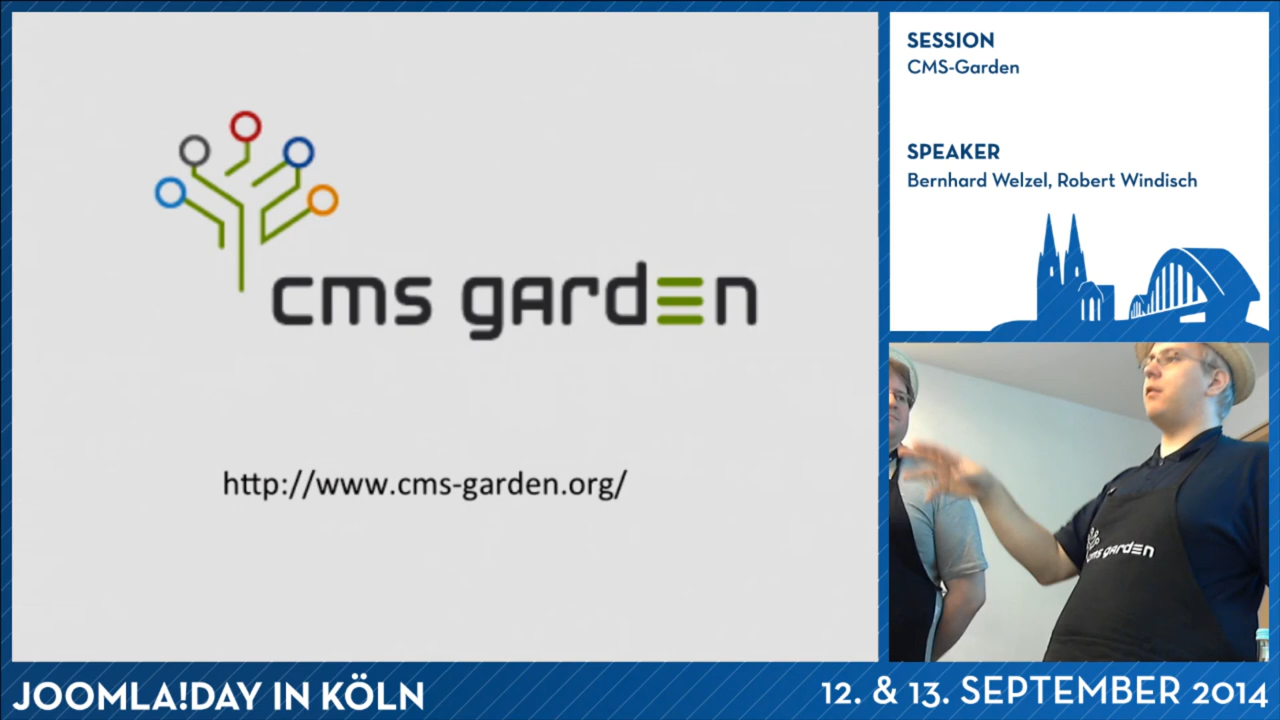 cms garden
http://www.cms-garden.org/
SESSION
CMS-Garden
SPEAKER
Bernhard Welzel, Robert Windisch
cms garden
JOOMLA!DAY IN KÖLN
12. & 13. SEPTEMBER 2014